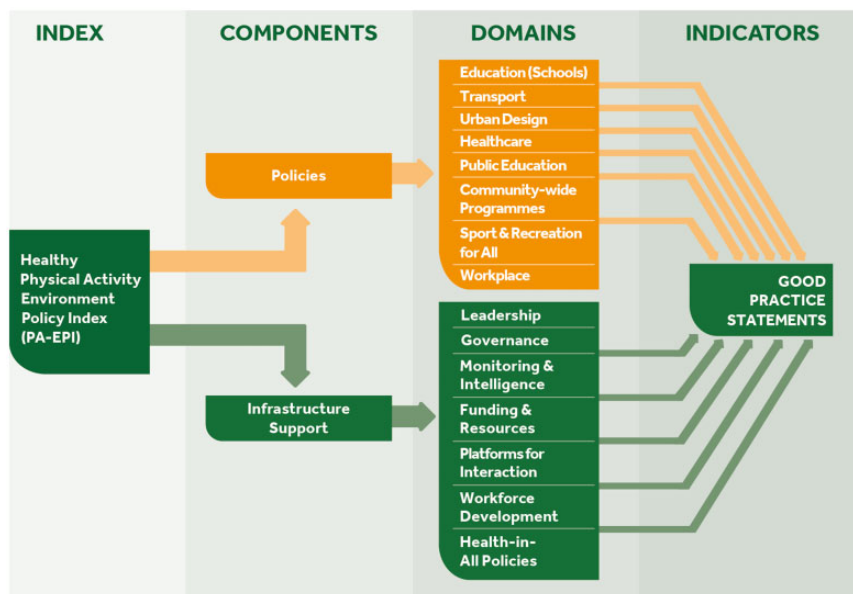 INDEX
COMPONENTS
DOMAINS
INDICATORS
Healthy
Physical Activity
Environment
Policy Index
(PA-EPI)
Policies
Infrastructure
Support
Education (Schools)
Transport
Urban Design
Healthcare
Public Education
Community-wide
Programmes
Sport & Recreation
for All
Workplace
Leadership
Governance
Monitoring &
Intelligence
Funding &
Resources
Platforms for
Interaction
Workforce
Development
Health-in-
All Policies
GOOD
PRACTICE
STATEMENTS